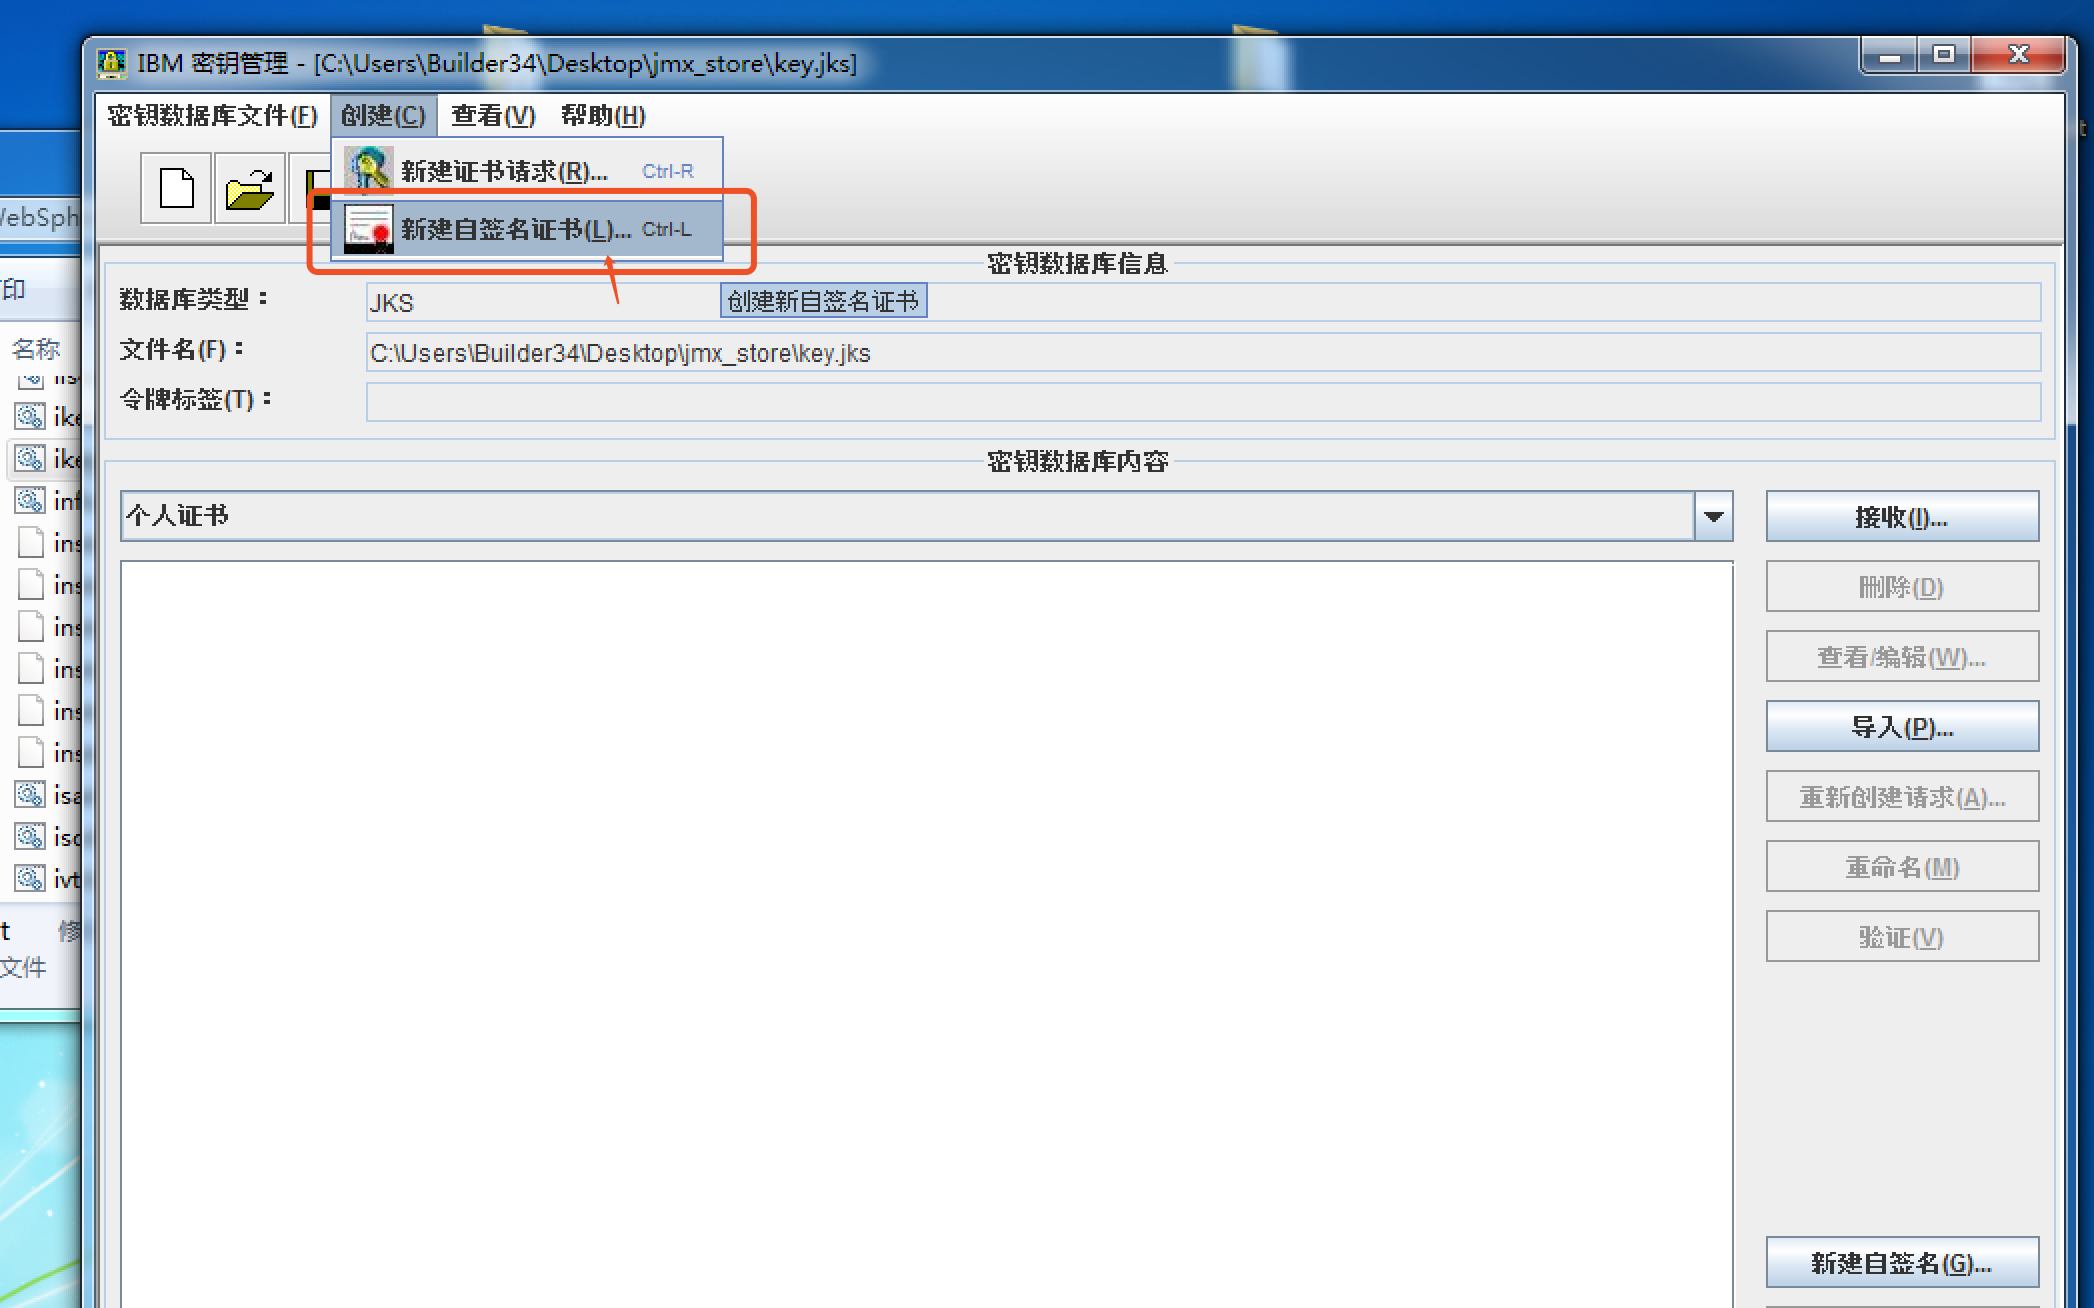 IBM 密钥管理 - [C:\Users\Builder34\Desktop\jmx_store\key.jks]
密钥数据库文件(F) 创建(C) 查看(V) 帮助(H)
新建证书请求(R)... Ctrl-R
新建自签名证书(L)... Ctrl-L
密钥数据库信息
数据库类型： JKS
创建新自签名证书
文件名(F)： C:\Users\Builder34\Desktop\jmx_store\key.jks
令牌标签(T)：
密钥数据库内容
个人证书
接收(I)...
删除(D)
查看/编辑(W)...
导入(P)...
重新创建请求(A)...
重命名(M)
验证(V)
新建自签名(G)...
WebSph
印
名称
ike
ike
inf
ins
ins
ins
ins
ins
ins
isa
isc
ivt
t 修
文件